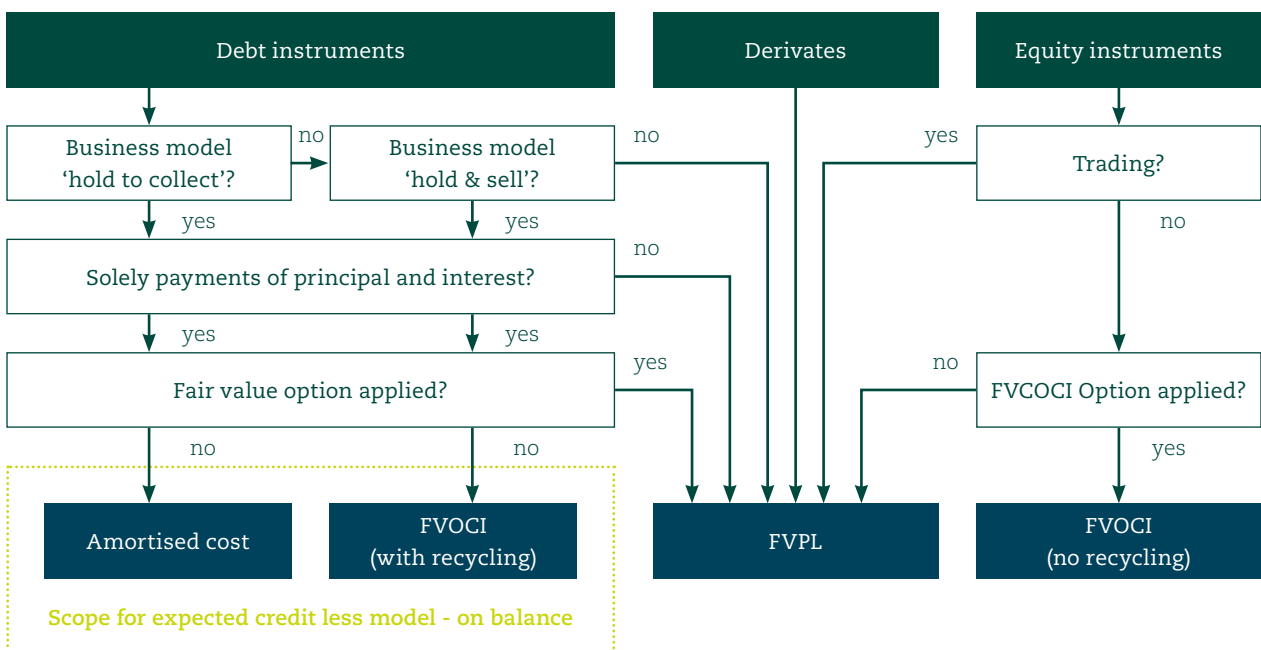 Debt instruments
Derivates
Equity instruments
Business model
‘hold to collect’?
no
Business model
‘hold & sell’?
no
yes
Trading?
yes
yes
no
Solely payments of principal and interest?
no
yes
yes
Fair value option applied?
yes
no
FVCOCI Option applied?
no
no
yes
Amortised cost
FVOCI
(with recycling)
FVPL
FVOCI
(no recycling)
Scope for expected credit less model - on balance